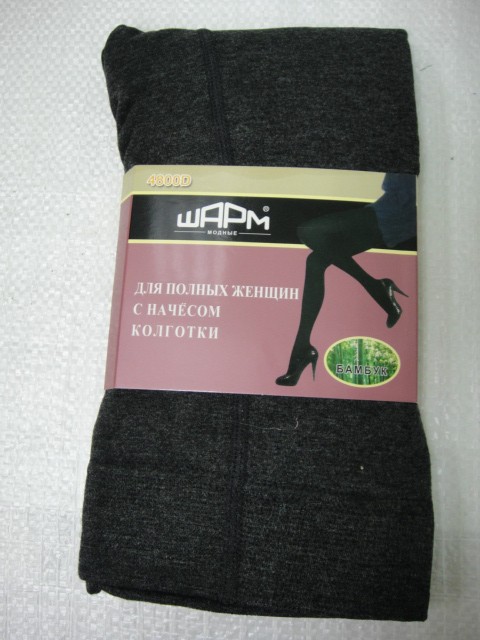 4800D
ШАРМ®
МОДНЫЕ
ДЛЯ ПОЛНЫХ ЖЕНЩИН
С НАЧЁСОМ
КОЛГОТКИ
БАМБУК